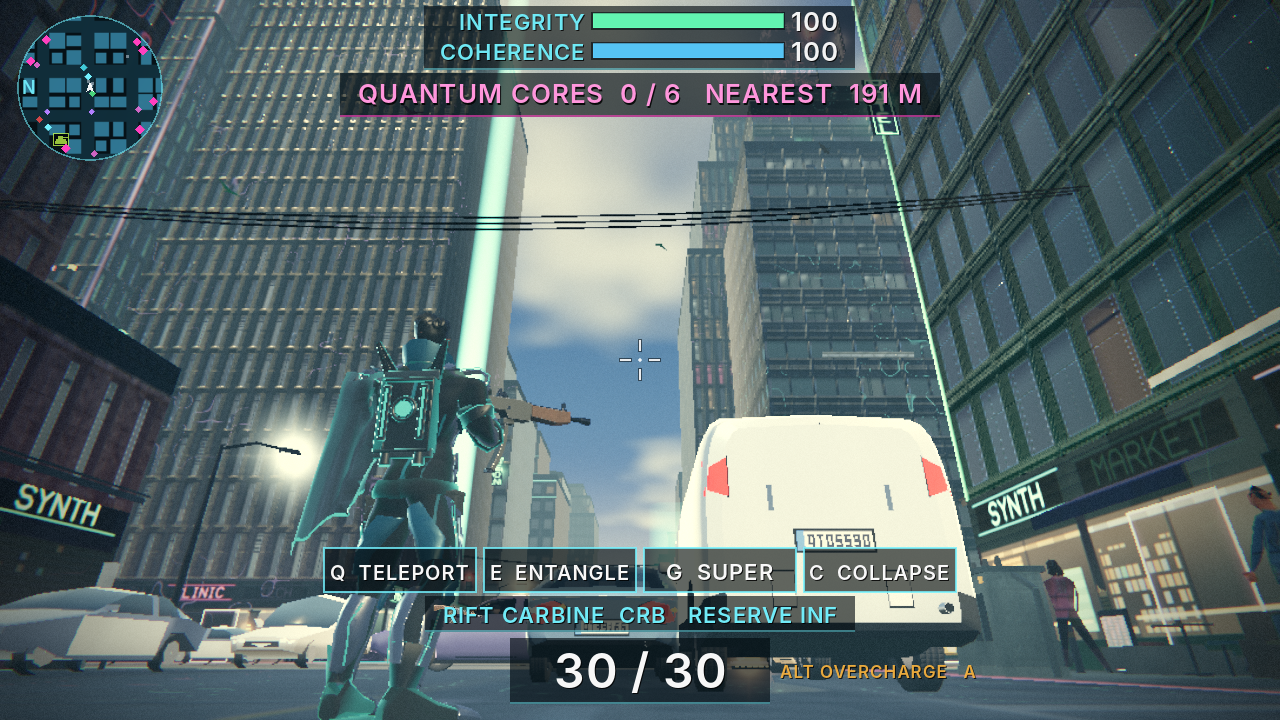 INTEGRITY 100
COHERENCE 100
QUANTUM CORES 0 / 6 NEAREST 191 M
N
MARKET
SYNTH
SYNTH
LINIC
Q TELEPORT
E ENTANGLE
G SUPER
C COLLAPSE
RIFT CARBINE CRB RESERVE INF
30 / 30
ALT OVERCHARGE A